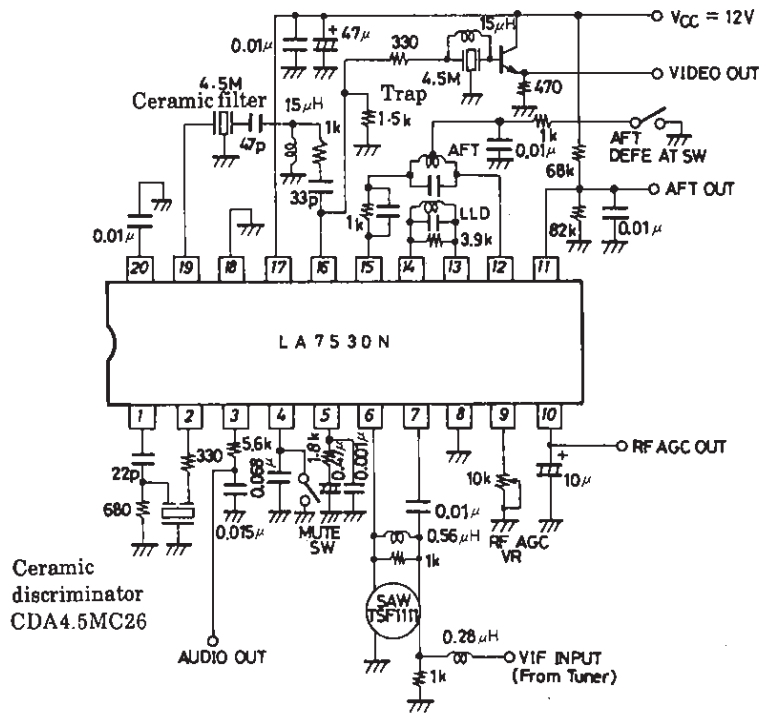 V_CC = 12V
15μH
47μ
+
0.01μ
330
4.5M
VIDEO OUT
470
4.5M
Ceramic filter
Trap
15μH
1k
1·5k
47p
AFT
0.01μ
1k
AFT
DEFEAT SW
68k
AFT OUT
33p
1k
LLD
3.9k
82k
0.01μ
0.01μ
20
19
18
17
16
15
14
13
12
11
LA7530N
1
2
3
4
5
6
7
8
9
10
22p
330
5.6k
0.068μ
1.8k
0.47μ
0.001μ
+
RF AGC OUT
10μ
10k
680
0.015μ
MUTE
SW
0.01μ
0.56μH
1k
RF AGC
VR
Ceramic
discriminator
CDA4.5MC26
SAW
TSF1111
AUDIO OUT
0.28μH
VIF INPUT
(From Tuner)
1k